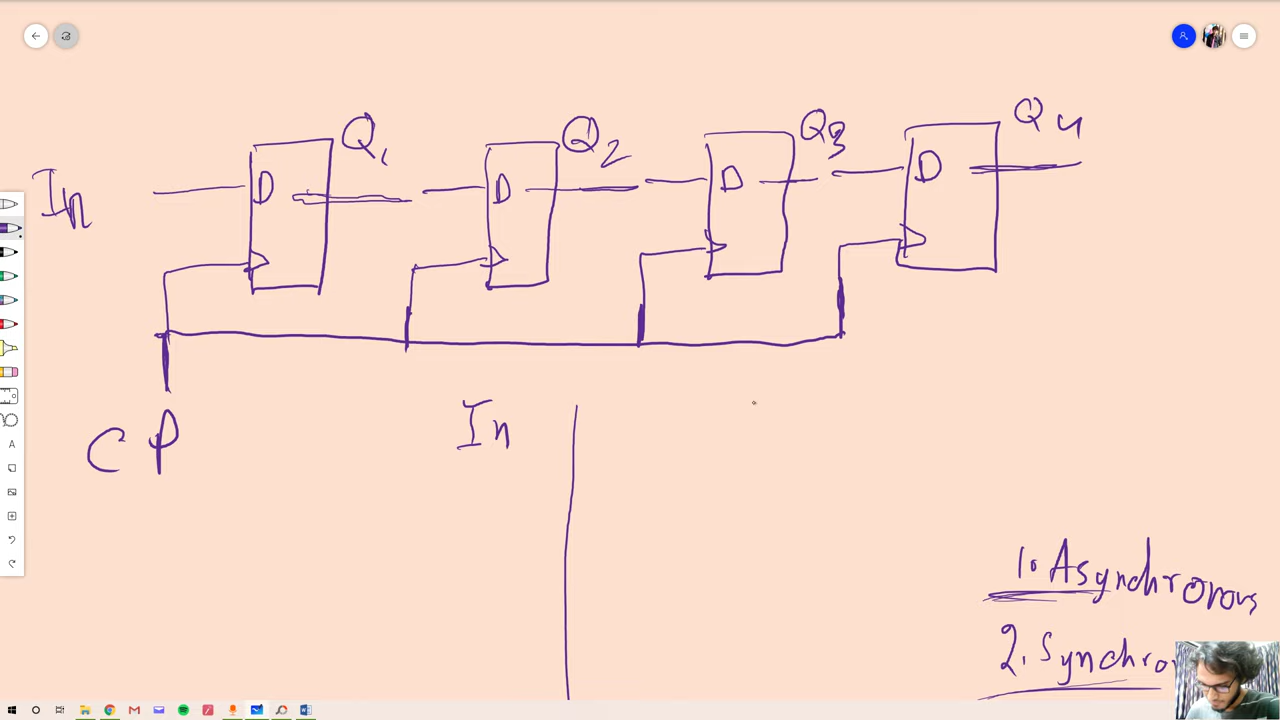 Q1 Q2 Q3 Q4
In D D D D
CP In
1. Asynchronous
2. Synchro